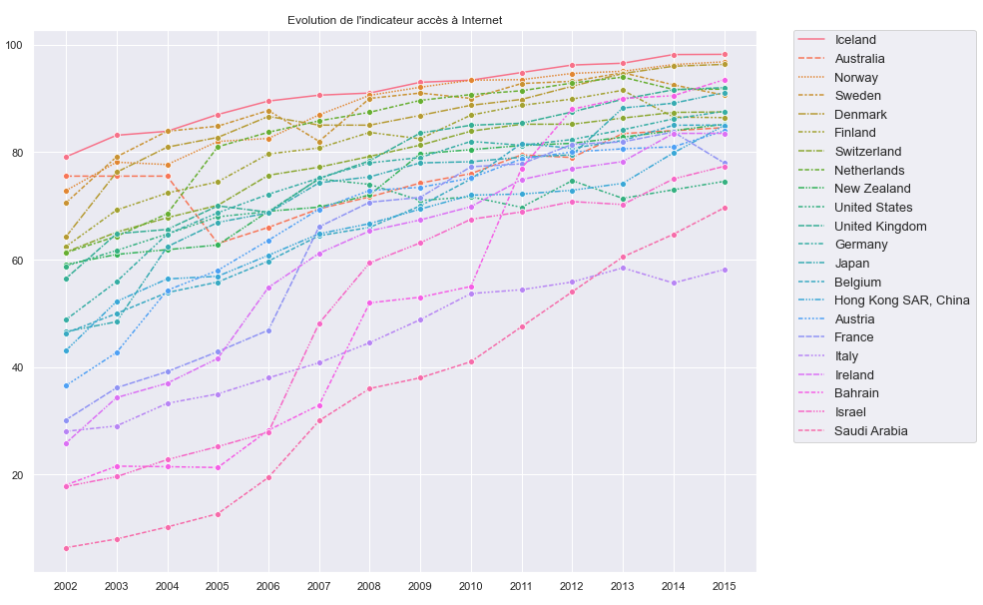 Evolution de l'indicateur accès à Internet
100
80
60
40
20
2002 2003 2004 2005 2006 2007 2008 2009 2010 2011 2012 2013 2014 2015
Iceland
Australia
Norway
Sweden
Denmark
Finland
Switzerland
Netherlands
New Zealand
United States
United Kingdom
Germany
Japan
Belgium
Hong Kong SAR, China
Austria
France
Italy
Ireland
Bahrain
Israel
Saudi Arabia